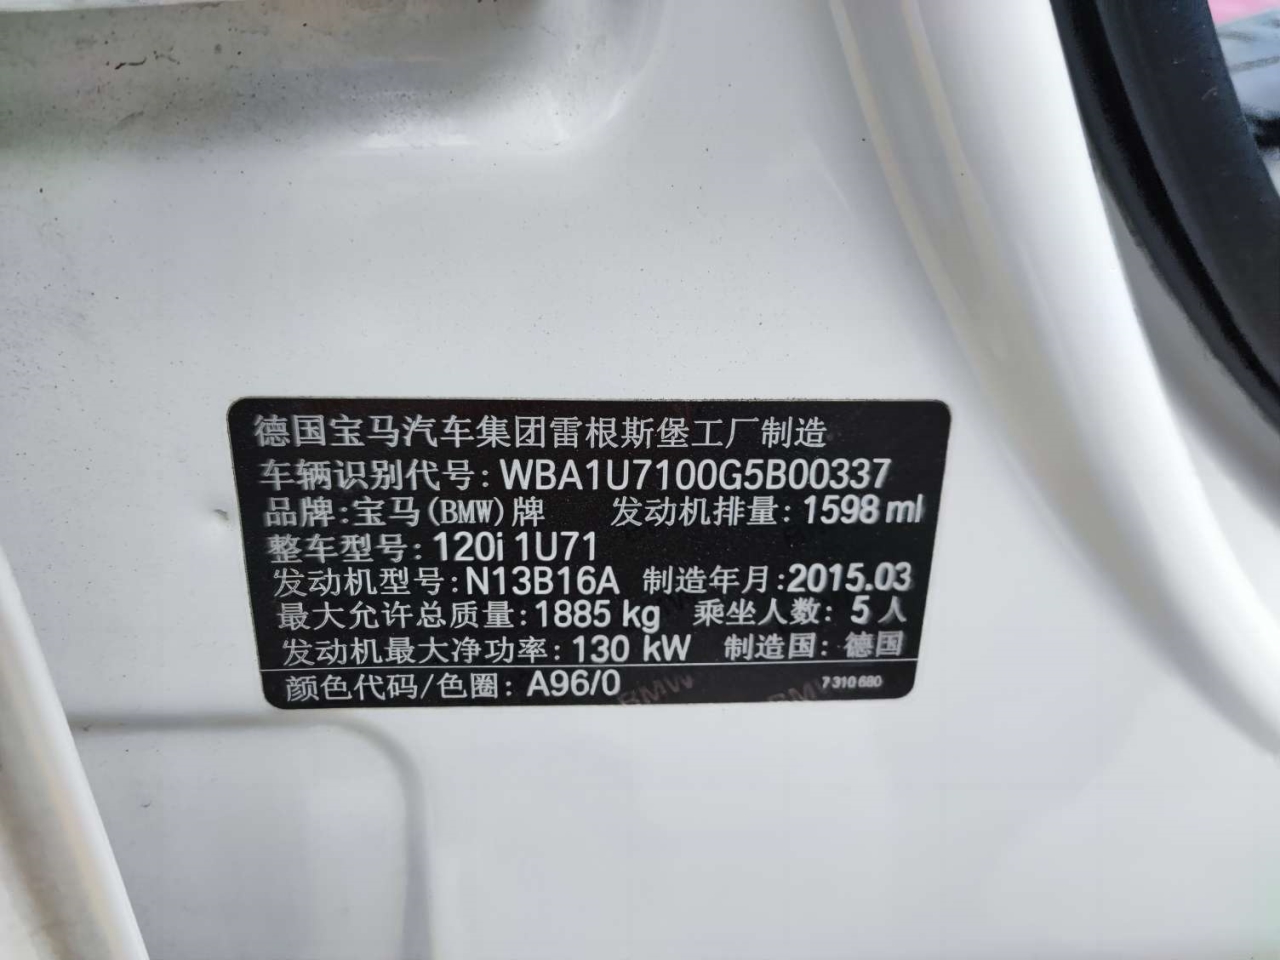 德国宝马汽车集团雷根斯堡工厂制造
车辆识别代号: WBA1U7100G5B00337
品牌:宝马(BMW)牌 发动机排量: 1598 ml
整车型号: 120i 1U71
发动机型号: N13B16A 制造年月: 2015.03
最大允许总质量: 1885 kg 乘坐人数: 5 人
发动机最大净功率: 130 kW 制造国: 德国
颜色代码/色圈: A96/0 7 310 680